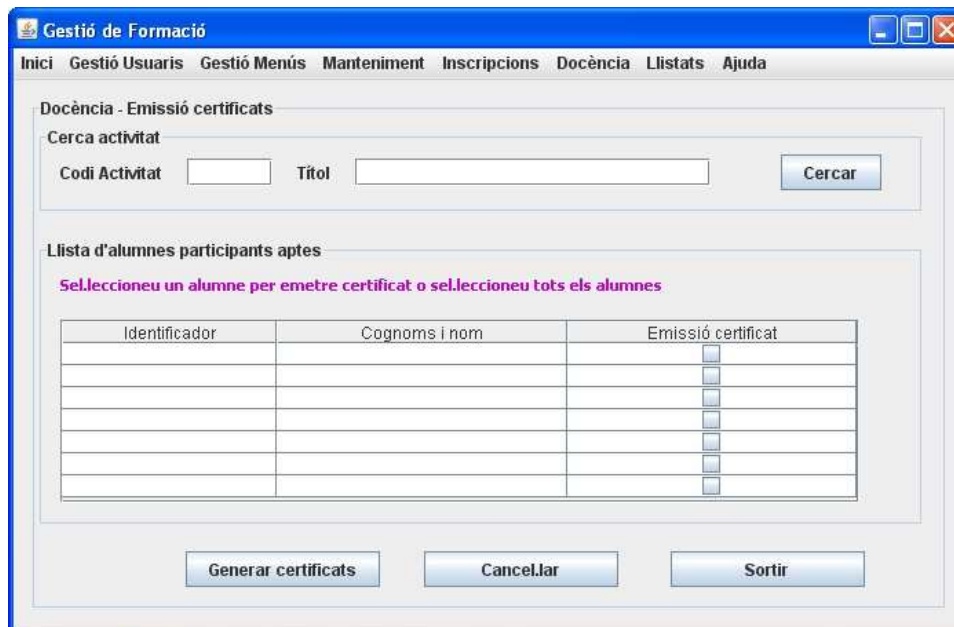 Gestió de Formació
Inici Gestió Usuaris Gestió Menús Manteniment Inscripcions Docència Llistats Ajuda
Docència - Emissió certificats
Cerca activitat
Codi Activitat Títol Cercar
Llista d'alumnes participants aptes
Sel.leccioneu un alumne per emetre certificat o sel.leccioneu tots els alumnes
Identificador Cognoms i nom Emissió certificat
Generar certificats Cancel.lar Sortir